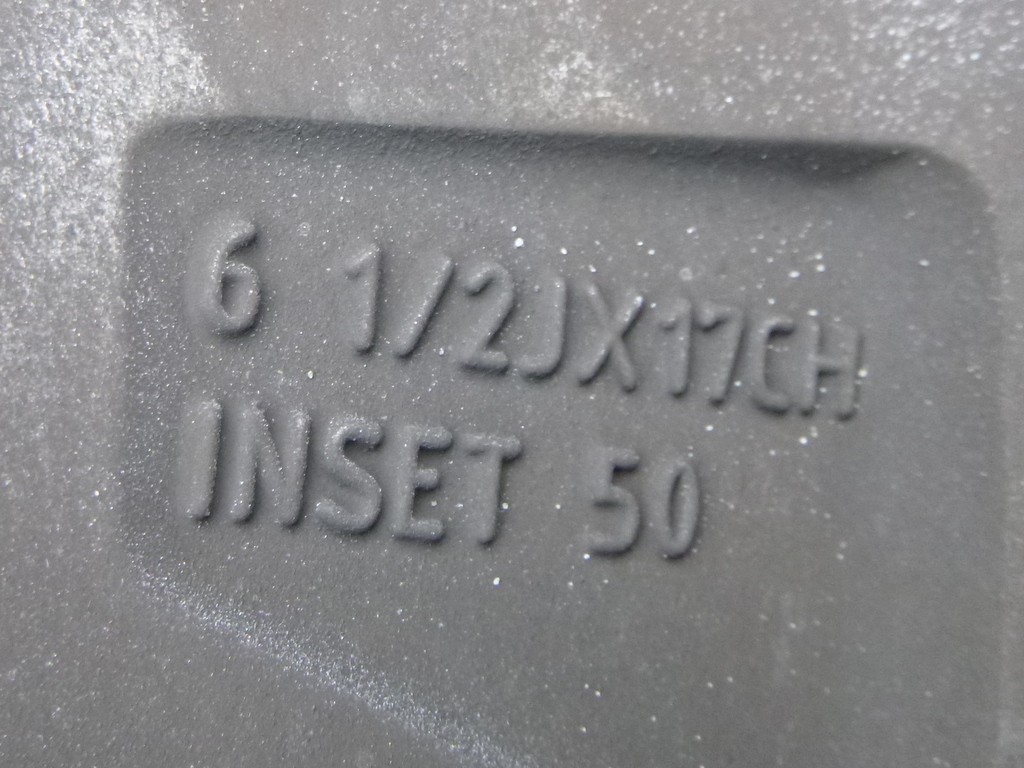 6 1/2JX17CH
INSET 50